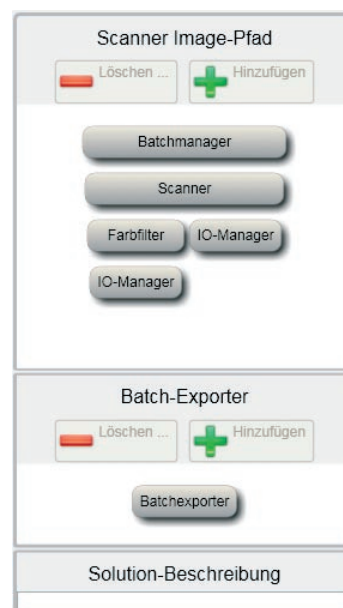 Scanner Image-Pfad
Löschen ... Hinzufügen
Batchmanager
Scanner
Farbfilter IO-Manager
IO-Manager
Batch-Exporter
Löschen ... Hinzufügen
Batchexporter
Solution-Beschreibung